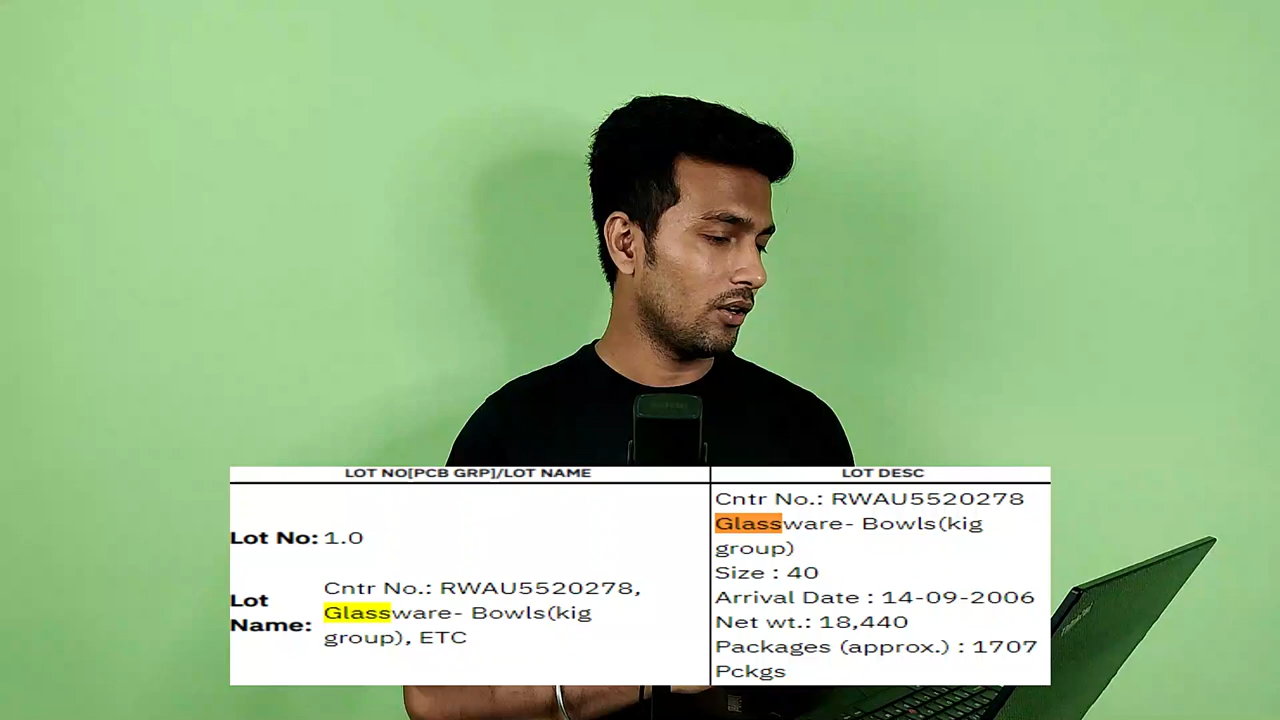 LOT NO[PCB GRP]/LOT NAME
LOT DESC
Lot No: 1.0
Lot Name:
Cntr No.: RWAU5520278,
Glassware- Bowls(kig
group), ETC
Cntr No.: RWAU5520278
Glassware- Bowls(kig
group)
Size : 40
Arrival Date : 14-09-2006
Net wt.: 18,440
Packages (approx.) : 1707
Pckgs